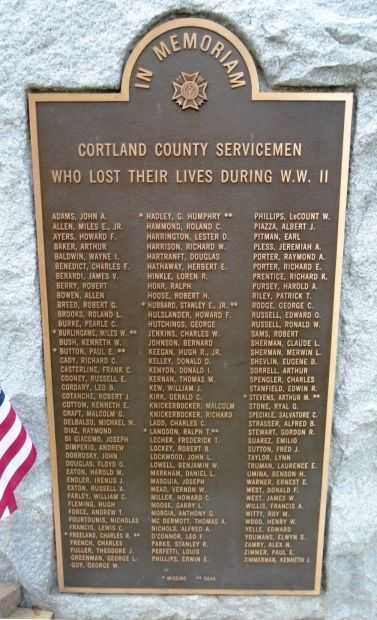 IN MEMORIAM
CORTLAND COUNTY SERVICEMEN
WHO LOST THEIR LIVES DURING W.W. II
ADAMS, JOHN A.
ALLEN, MILES E., JR.
AYERS, HOWARD F.
BAKER, ARTHUR
BALDWIN, WAYNE I.
BENEDICT, CHARLES F.
BERARDI, JAMES V.
BERRY, ROBERT
BOWEN, ALLEN
BREED, ROBERT G.
BROOKS, ROLAND L.
BURKE, PEARLE C.
* BURLINGAME, MILES W. **
BUSH, KENNETH W.
* BUTTON, PAUL E. **
CADY, RICHARD C.
CASTERLINE, FRANK C.
COONEY, RUSSELL E.
CORDARY, LEO B.
COTANCHE, ROBERT J.
COTTON, KENNETH E.
CRAFT, MALCOLM G.
DELBALSO, MICHAEL N.
DIAZ, RAYMOND
DI GIACOMO, JOSEPH
DIMPERIO, ANDREW
DOBROSKY, JOHN
DOUGLAS, FLOYD G.
EATON, HAROLD M.
ENDLER, IRENUS J.
EATON, RUSSELL A.
FARLEY, WILLIAM C.
FLEMING, HUGH
FORCE, ANDREW T.
FOURTOUNIS, NICHOLAS
FRANCIS, LEWIS C.
* FREELAND, CHARLES R. **
FRENCH, CHARLES
FULLER, THEODORE J.
GREENMAN, GEORGE L.
GUY, GEORGE W.
* HADLEY, G. HUMPHRY **
HAMMOND, ROLAND C.
HARRINGTON, LESTER D.
HARRISON, RICHARD W.
HARTRANFT, DOUGLAS
HATHAWAY, HERBERT E.
HINKLE, LOREN R.
HOAR, RALPH
HOOSE, ROBERT H.
* HUBBARD, STANLEY E., JR. **
HULSLANDER, HOWARD F.
HUTCHINGS, GEORGE
JENKINS, CHARLES W.
JOHNSON, BERNARD
KEEGAN, HUGH R., JR.
KELLEY, DONALD D.
KENYON, DONALD I.
KERNAN, THOMAS M.
KEW, WILLIAM J.
KIRK, GERALD C.
KNICKERBOCKER, MALCOLM
KNICKERBOCKER, RICHARD
LADD, CHARLES C.
* LANGDON, RALPH T. **
LECHER, FREDERICK T.
LOCKEY, ROBERT B.
LOCKWOOD, JOHN L.
LOWELL, BENJAMIN W.
MARKHAM, DANIEL L.
MASQUIA, JOSEPH
MEAD, VERNON W.
MILLER, HOWARD C.
MOOSE, GARRY L.
MORGIA, ANTHONY G.
MC DERMOTT, THOMAS A.
NICHOLS, ALFRED A.
O'CONNOR, LEO F.
PARKS, STANLEY R.
PERFETTI, LOUIS
PHILLIPS, ERWIN E.
PHILLIPS, LeCOUNT W.
PIAZZA, ALBERT J.
PITMAN, EARL
PLESS, JEREMIAH A.
PORTER, RAYMOND A.
PORTER, RICHARD E.
PRENTICE, RICHARD K.
PURSEY, HAROLD A.
RILEY, PATRICK T.
RODGE, GEORGE C.
RUSSELL, EDWARD O.
RUSSELL, RONALD W.
SAMS, ROBERT
SHERMAN, CLAUDE L.
SHERMAN, MERWIN L.
SHEVLIN, EUGENE B.
SORRELL, ARTHUR
SPENGLER, CHARLES
STANFIELD, EDWIN R.
* STEVENS, ARTHUR M. **
STONE, RYAL G.
SPECIALE, SALVATORE C.
STRASSER, ALFRED B.
STEWART, GORDON R.
SUAREZ, EMILIO
SUTTON, FRED J.
TAYLOR, LYNN
TRUMAN, LAURENCE E.
UMINA, BENSON H.
WARNER, ERNEST E.
WEST, DONALD F.
WEST, JAMES W.
WILLIS, FRANCIS A.
WITTY, ROY M.
WOOD, HENRY W.
YELLE, EDWARD
YOUMANS, ELWYN S.
ZAMRY, ALEX N.
ZIMMER, PAUL E.
ZIMMERMAN, KENNETH J.
* MISSING ** DEAD